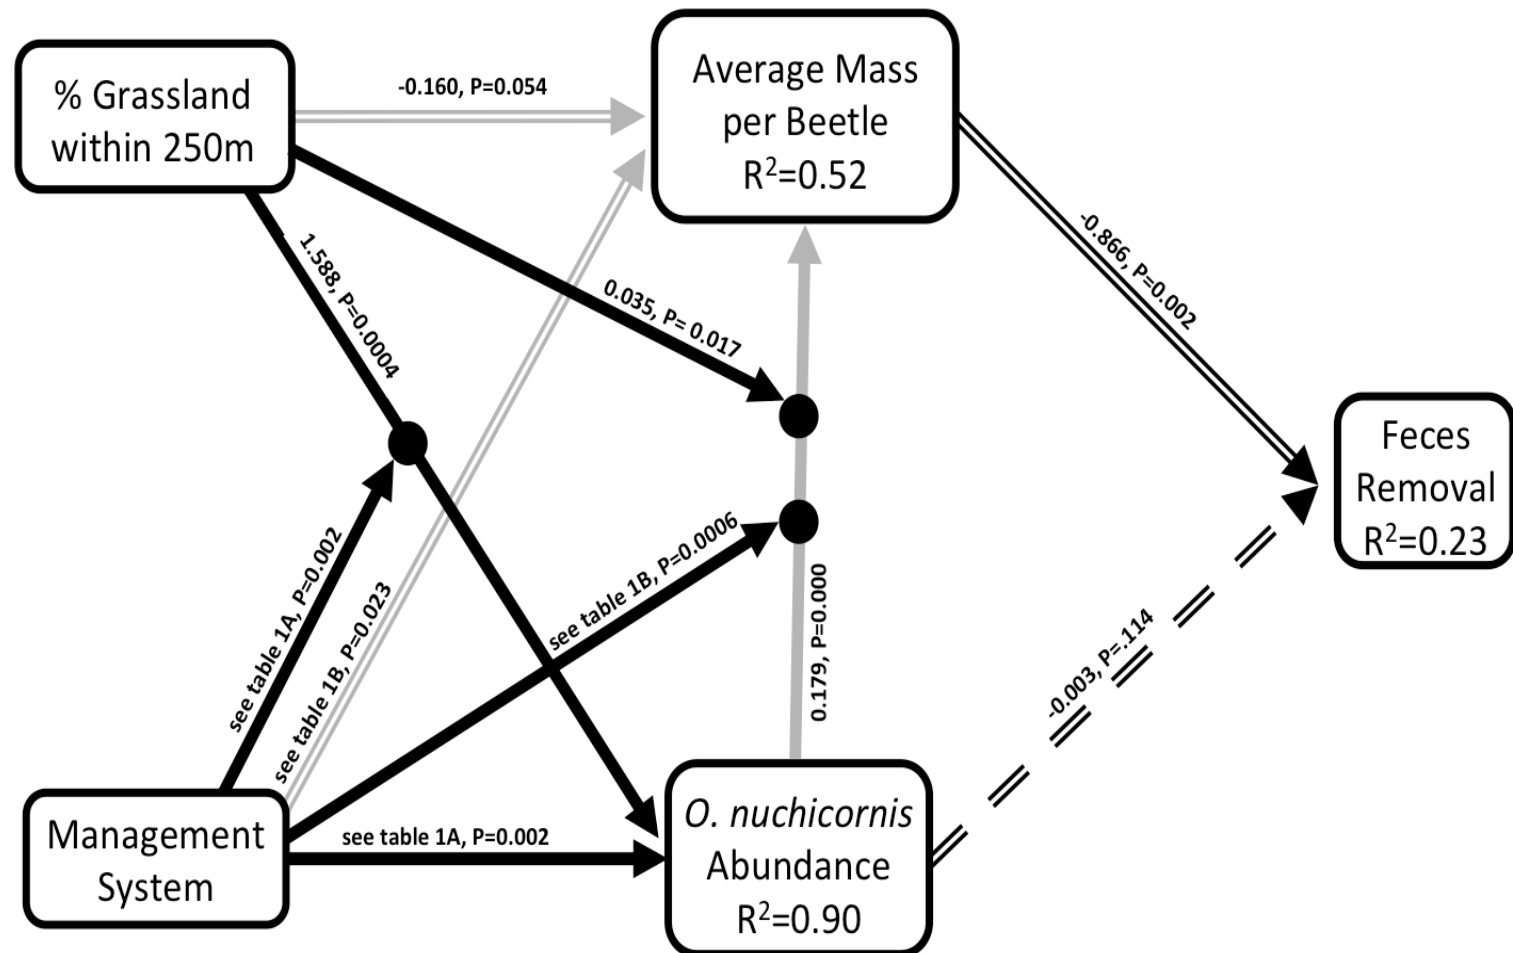 % Grassland
within 250m
-0.160, P=0.054
Average Mass
per Beetle
R²=0.52
1.588, P=0.0004
0.035, P= 0.017
-0.866, P=0.002
Feces
Removal
R²=0.23
see table 1A, P=0.002
see table 1B, P=0.023
see table 1B, P=0.0006
0.179, P=0.000
-0.003, P=.114
Management
System
see table 1A, P=0.002
O. nuchicornis
Abundance
R²=0.90